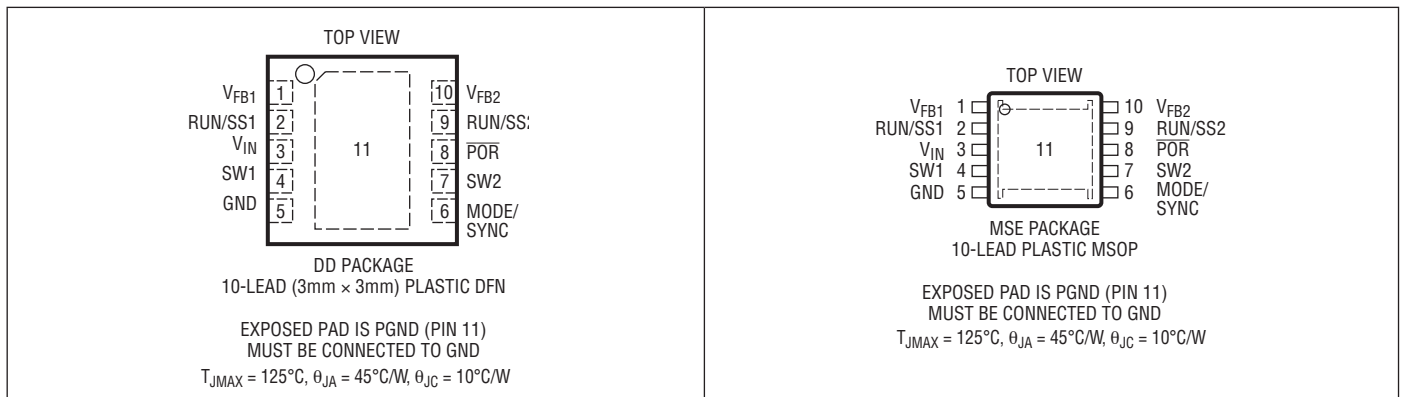 TOP VIEW
VFB1 1
RUN/SS1 2
VIN 3
SW1 4
GND 5
11
10 VFB2
9 RUN/SS2
8 POR
7 SW2
6 MODE/
SYNC
DD PACKAGE
10-LEAD (3mm × 3mm) PLASTIC DFN
EXPOSED PAD IS PGND (PIN 11)
MUST BE CONNECTED TO GND
TJMAX = 125°C, θJA = 45°C/W, θJC = 10°C/W
TOP VIEW
VFB1 1
RUN/SS1 2
VIN 3
SW1 4
GND 5
11
10 VFB2
9 RUN/SS2
8 POR
7 SW2
6 MODE/
SYNC
MSE PACKAGE
10-LEAD PLASTIC MSOP
EXPOSED PAD IS PGND (PIN 11)
MUST BE CONNECTED TO GND
TJMAX = 125°C, θJA = 45°C/W, θJC = 10°C/W